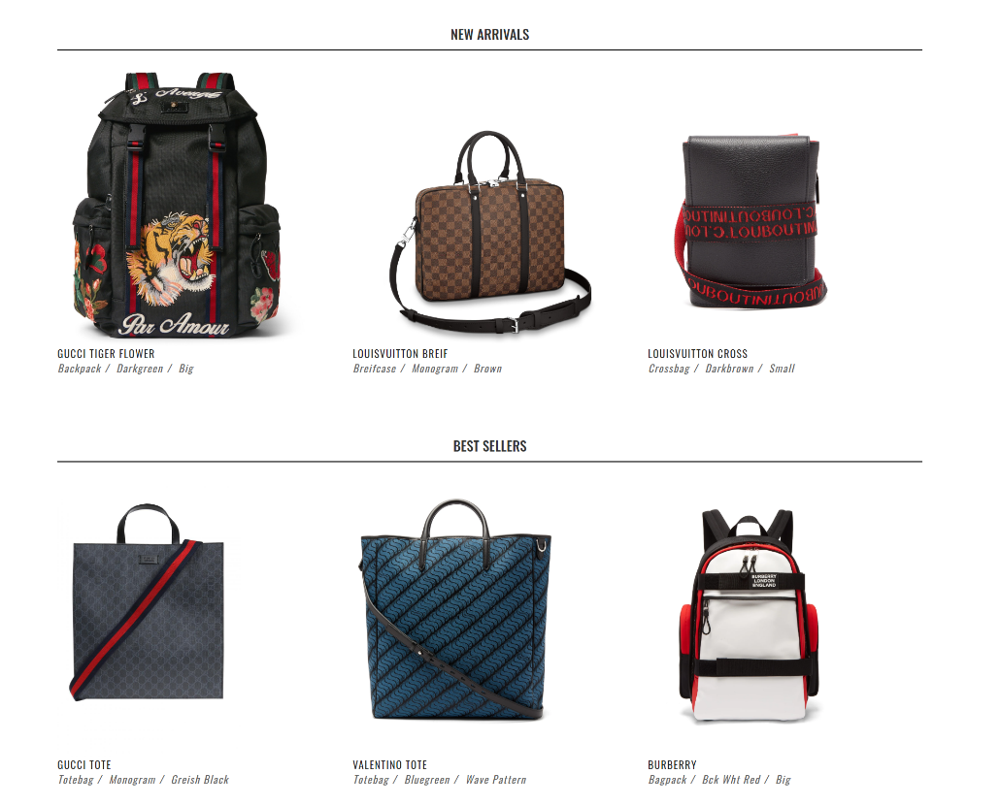 NEW ARRIVALS
L'Aveugle
Par Amour
C.LOUBOUTINI
GUCCI TIGER FLOWER
Backpack / Darkgreen / Big
LOUISVUITTON BREIF
Breifcase / Monogram / Brown
LOUISVUITTON CROSS
Crossbag / Darkbrown / Small
BEST SELLERS
BURBERRY
LONDON
ENGLAND
GUCCI TOTE
Totebag / Monogram / Greish Black
VALENTINO TOTE
Totebag / Bluegreen / Wave Pattern
BURBERRY
Bagpack / Bck Wht Red / Big